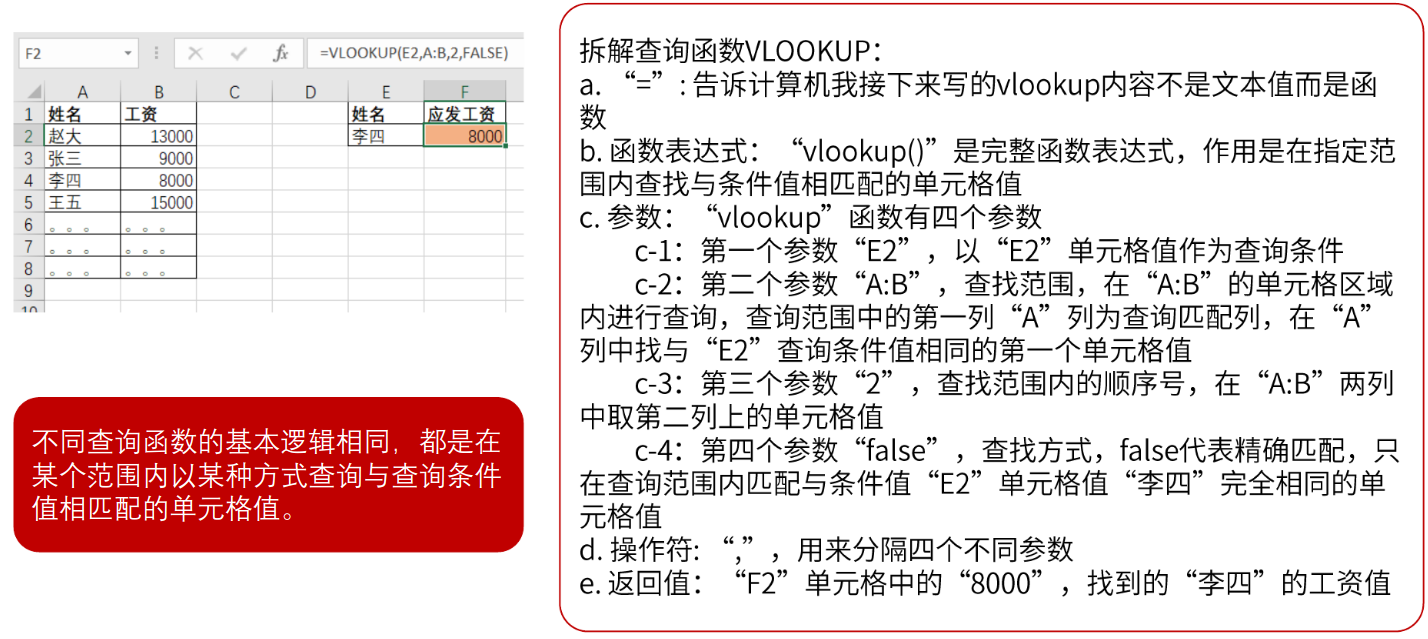 F2 fx =VLOOKUP(E2,A:B,2,FALSE)
A B C D E F
1 姓名 工资 姓名 应发工资
2 赵大 13000 李四 8000
3 张三 9000
4 李四 8000
5 王五 15000
6 。。。 。。。
7 。。。 。。。
8 。。。 。。。
9
10
不同查询函数的基本逻辑相同，都是在
某个范围内以某种方式查询与查询条件
值相匹配的单元格值。
拆解查询函数VLOOKUP：
a. “=”: 告诉计算机我接下来写的vlookup内容不是文本值而是函
数
b. 函数表达式：“vlookup()”是完整函数表达式，作用是在指定范
围内查找与条件值相匹配的单元格值
c. 参数：“vlookup”函数有四个参数
c-1：第一个参数“E2”，以“E2”单元格值作为查询条件
c-2：第二个参数“A:B”，查找范围，在“A:B”的单元格区域
内进行查询，查询范围中的第一列“A”列为查询匹配列，在“A”
列中找与“E2”查询条件值相同的第一个单元格值
c-3：第三个参数“2”，查找范围内的顺序号，在“A:B”两列
中取第二列上的单元格值
c-4：第四个参数“false”，查找方式，false代表精确匹配，只
在查询范围内匹配与条件值“E2”单元格值“李四”完全相同的单
元格值
d. 操作符: “,”，用来分隔四个不同参数
e. 返回值：“F2”单元格中的“8000”，找到的“李四”的工资值